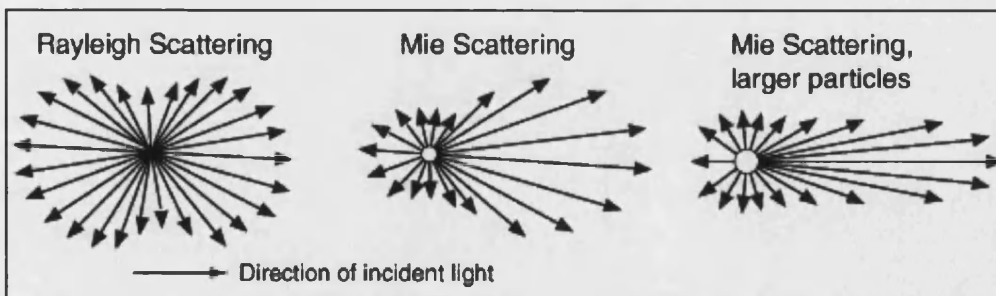 Rayleigh Scattering
Mie Scattering
Mie Scattering,
larger particles
Direction of incident light